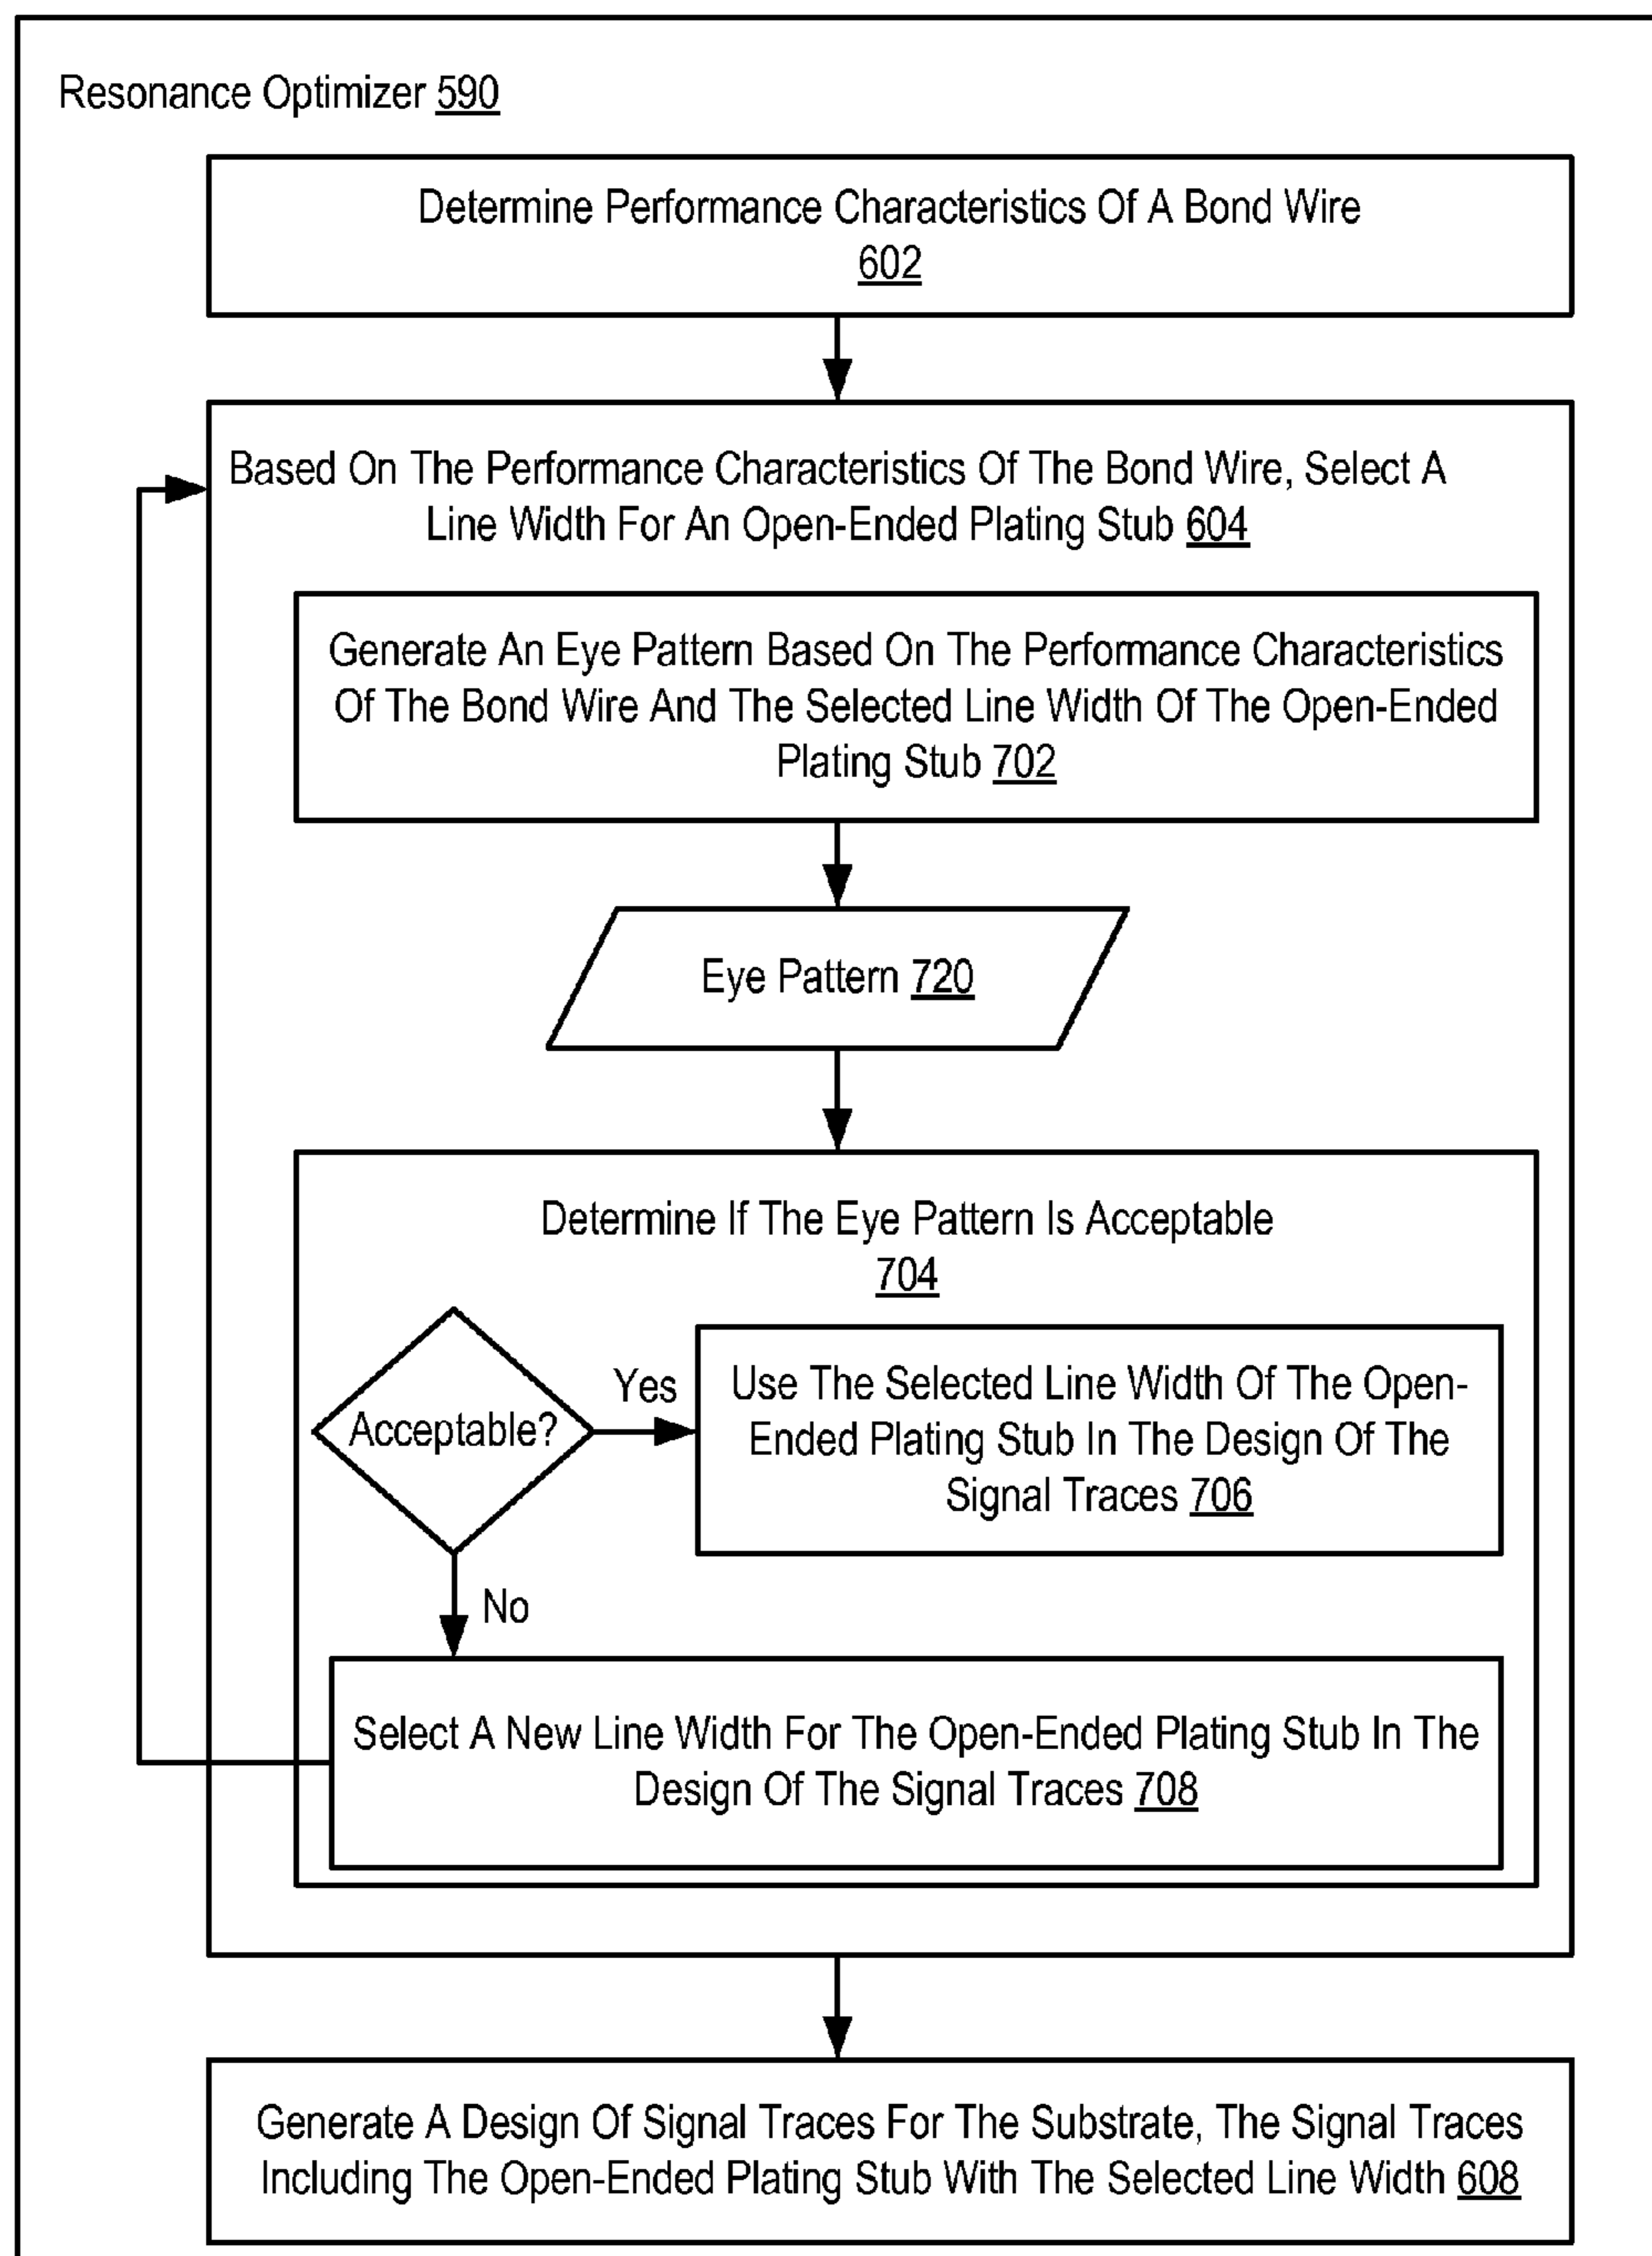 Resonance Optimizer 590
Determine Performance Characteristics Of A Bond Wire
602
Based On The Performance Characteristics Of The Bond Wire, Select A
Line Width For An Open-Ended Plating Stub 604
Generate An Eye Pattern Based On The Performance Characteristics
Of The Bond Wire And The Selected Line Width Of The Open-Ended
Plating Stub 702
Eye Pattern 720
Determine If The Eye Pattern Is Acceptable
704
Acceptable?
Yes
Use The Selected Line Width Of The Open-
Ended Plating Stub In The Design Of The
Signal Traces 706
No
Select A New Line Width For The Open-Ended Plating Stub In The
Design Of The Signal Traces 708
Generate A Design Of Signal Traces For The Substrate, The Signal Traces
Including The Open-Ended Plating Stub With The Selected Line Width 608